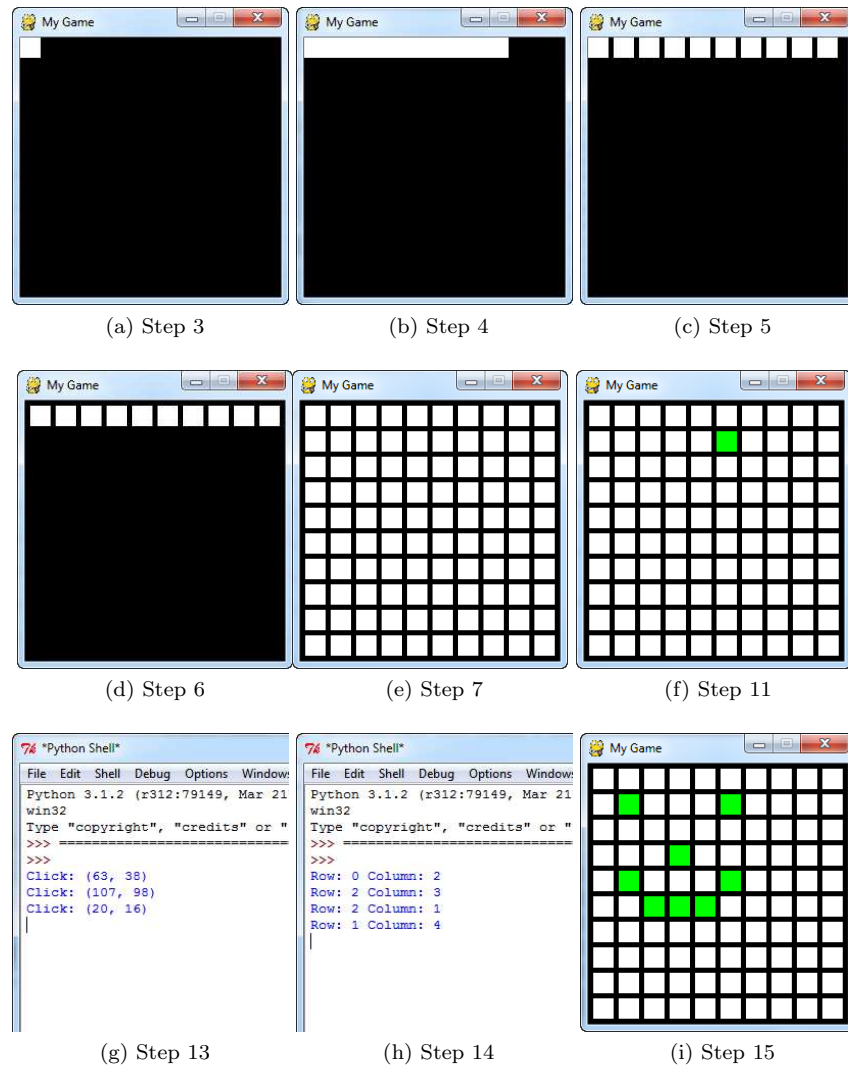 My Game
My Game
My Game
(a) Step 3
(b) Step 4
(c) Step 5
My Game
My Game
My Game
(d) Step 6
(e) Step 7
(f) Step 11
*Python Shell*
File Edit Shell Debug Options Windows
Python 3.1.2 (r312:79149, Mar 21
win32
Type "copyright", "credits" or "
>>> ================================
>>>
Click: (63, 38)
Click: (107, 98)
Click: (20, 16)
*Python Shell*
File Edit Shell Debug Options Windows
Python 3.1.2 (r312:79149, Mar 21
win32
Type "copyright", "credits" or "
>>> ================================
>>>
Row: 0 Column: 2
Row: 2 Column: 3
Row: 2 Column: 1
Row: 1 Column: 4
My Game
(g) Step 13
(h) Step 14
(i) Step 15